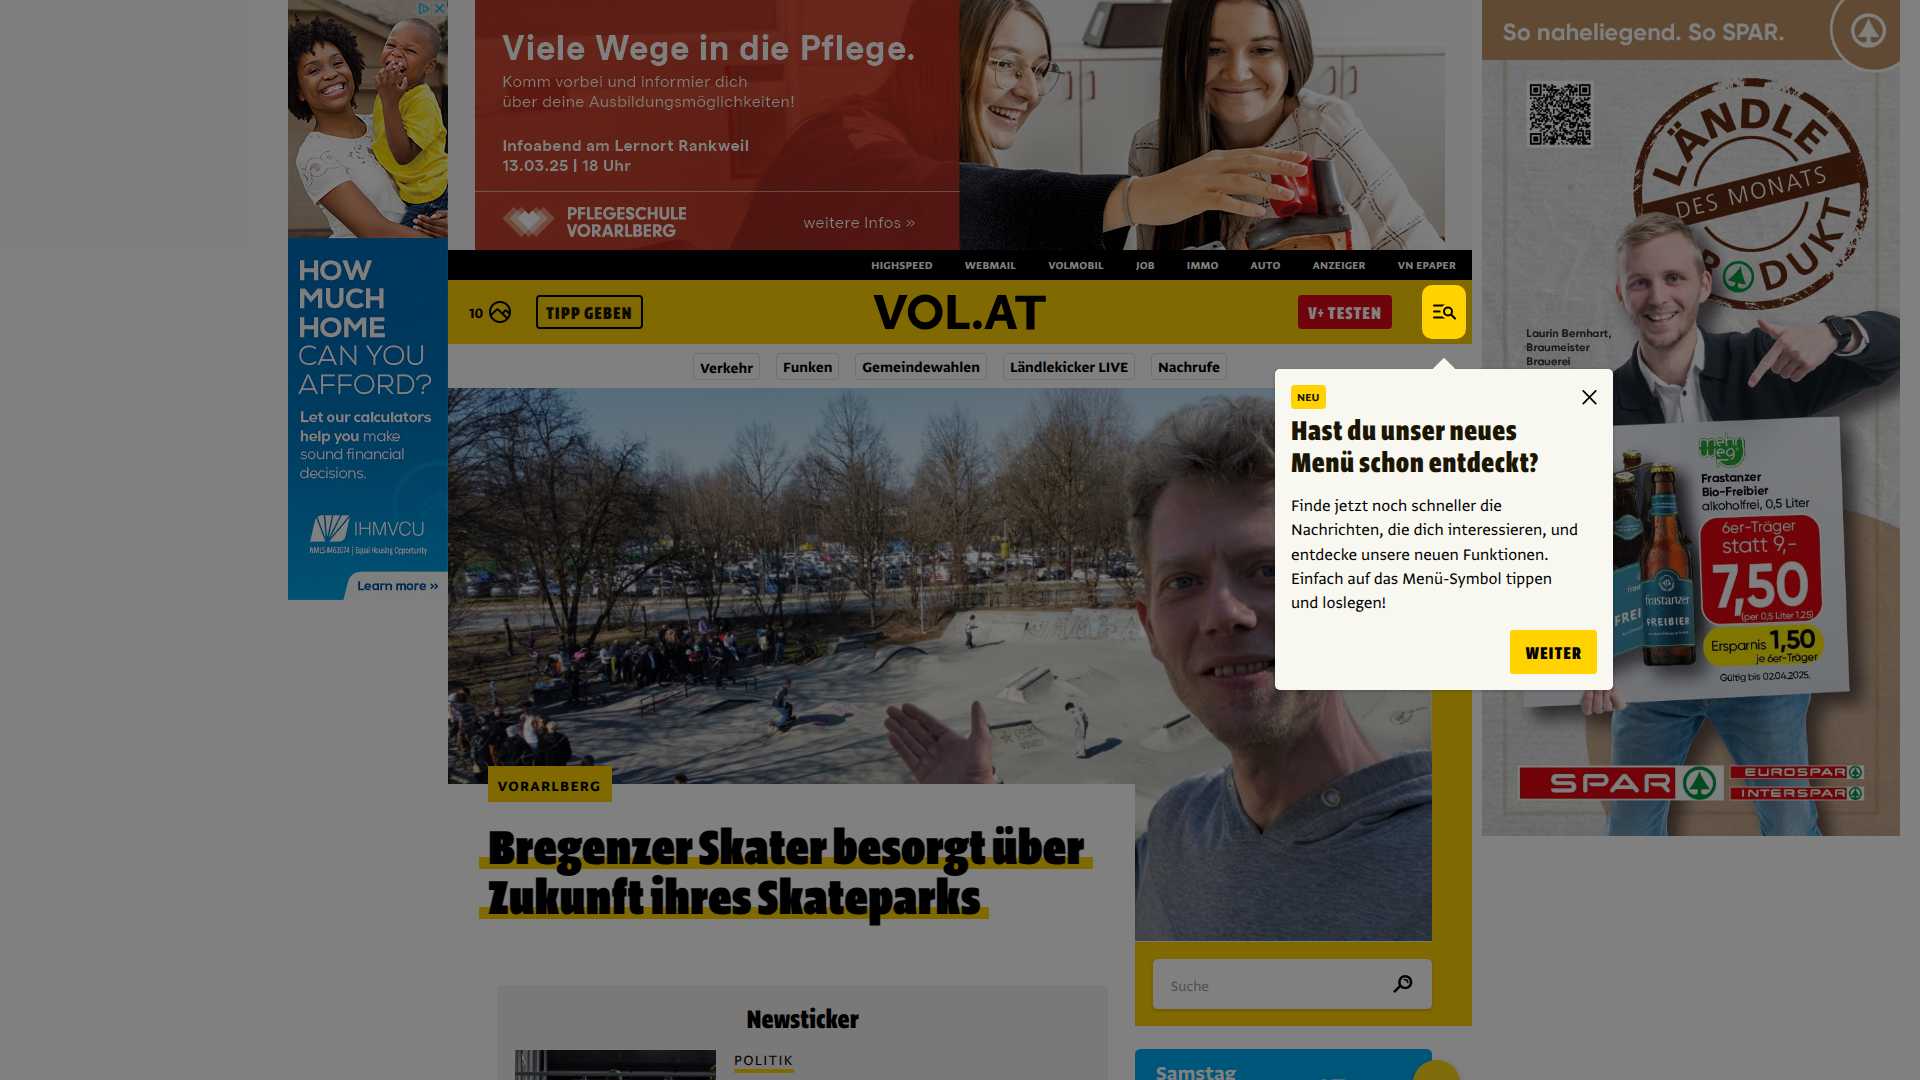 Viele Wege in die Pflege.
Komm vorbei und informier dich
über deine Ausbildungsmöglichkeiten!
Infoabend am Lernort Rankweil
13.03.25 | 18 Uhr
PFLEGESCHULE
VORARLBERG
weitere Infos »
HOW
MUCH
HOME
CAN YOU
AFFORD?
Let our calculators
help you make
sound financial
decisions.
IHMVCU
NMLS #463074 | Equal Housing Opportunity
Learn more »
So naheliegend. So SPAR.
LÄNDLE
DES MONATS
PRODUKT
Laurin Bernhart,
Braumeister
Brauerei
mehr
weg
Frastanzer
Bio-Freibier
alkoholfrei, 0,5 Liter
6er-Träger
statt 9,-
7,50
(per 0,5 Liter 1.25)
Ersparnis 1,50
je 6er-Träger
Gültig bis 02.04.2025.
frastanzer
FREIBIER
SPAR
EUROSPAR
INTERSPAR
HIGHSPEED
WEBMAIL
VOLMOBIL
JOB
IMMO
AUTO
ANZEIGER
VN EPAPER
10
TIPP GEBEN
VOL.AT
V+ TESTEN
Verkehr
Funken
Gemeindewahlen
Ländlekicker LIVE
Nachrufe
NEU
Hast du unser neues
Menü schon entdeckt?
Finde jetzt noch schneller die
Nachrichten, die dich interessieren, und
entdecke unsere neuen Funktionen.
Einfach auf das Menü-Symbol tippen
und loslegen!
WEITER
VORARLBERG
Bregenzer Skater besorgt über
Zukunft ihres Skateparks
Suche
Newsticker
POLITIK
Samstag